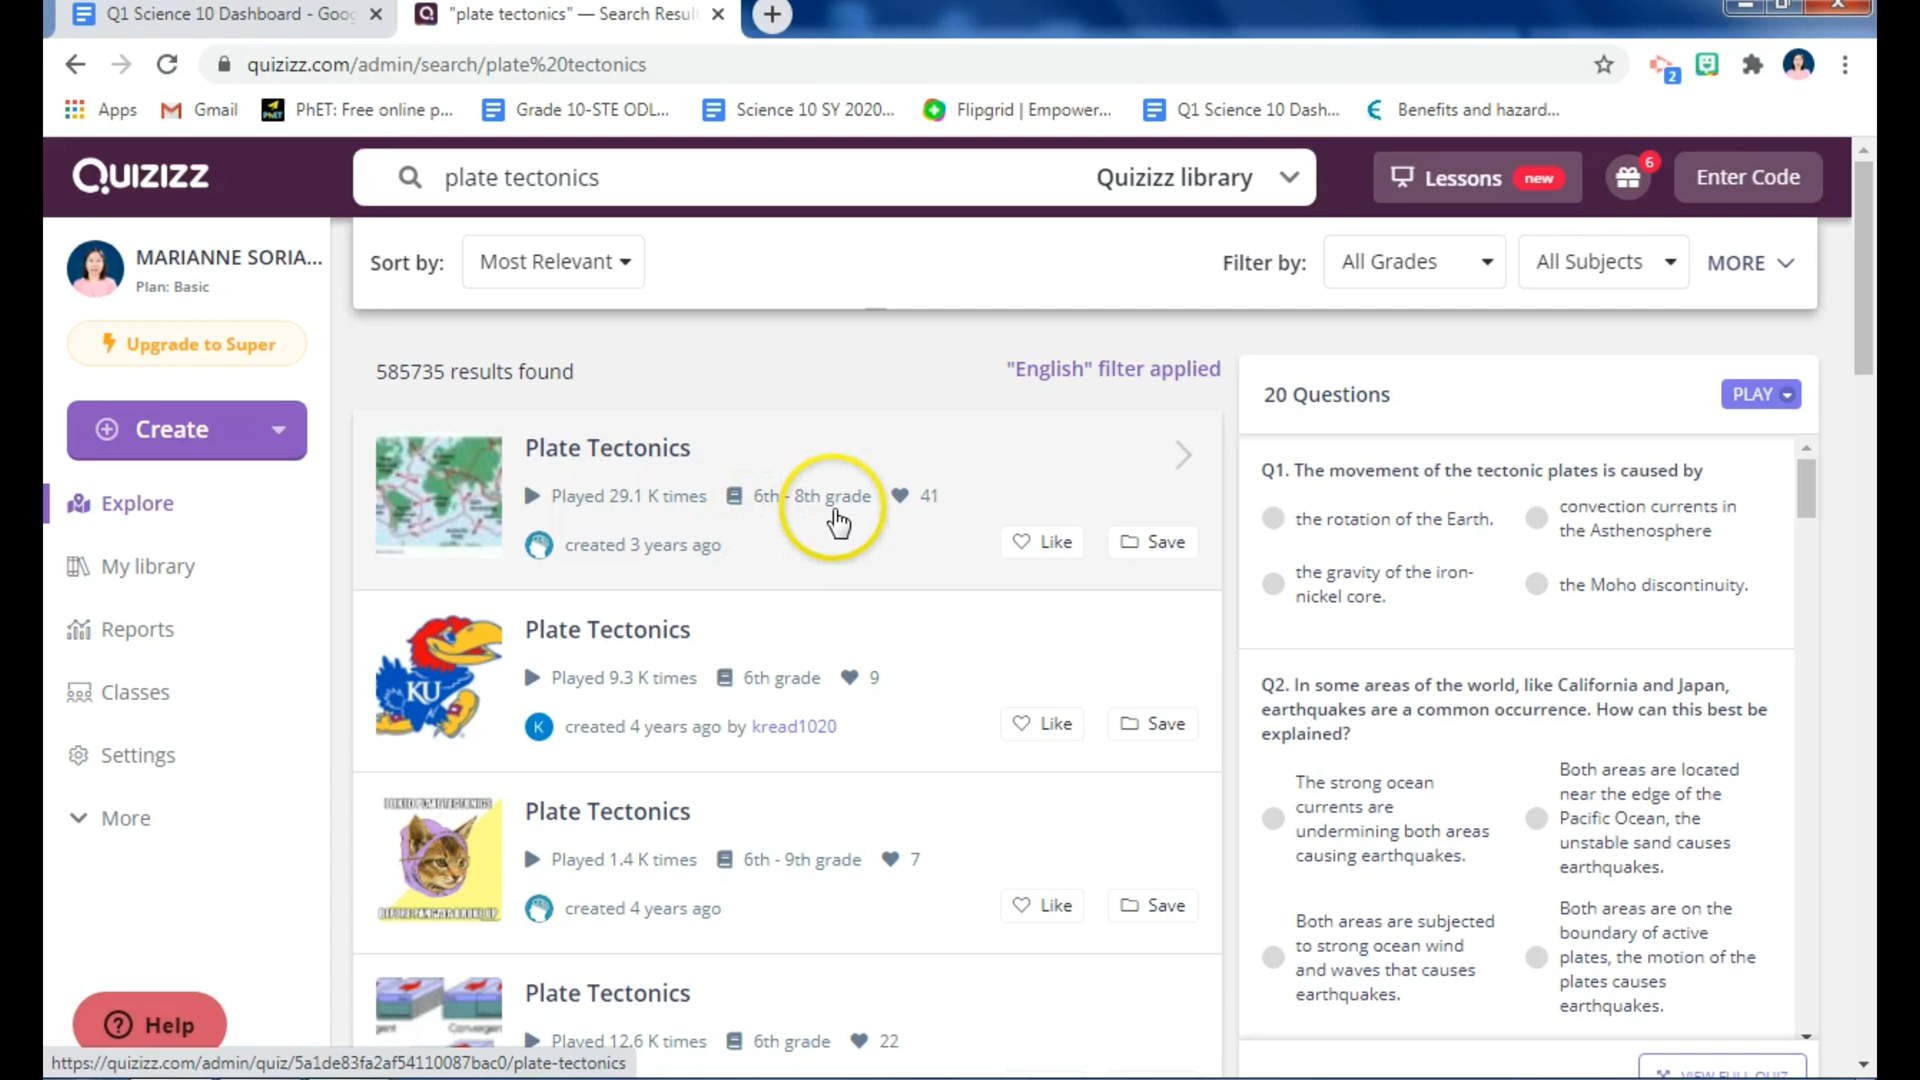 Q1 Science 10 Dashboard - Goog
"plate tectonics" — Search Resul
quizizz.com/admin/search/plate%20tectonics
2
Apps
Gmail
PhET: Free online p...
Grade 10-STE ODL...
Science 10 SY 2020...
Flipgrid | Empower...
Q1 Science 10 Dash...
Benefits and hazard...
Quizizz
plate tectonics
Quizizz library
Lessons new
6
Enter Code
MARIANNE SORIA...
Plan: Basic
Upgrade to Super
Create
Explore
My library
Reports
Classes
Settings
More
Help
Sort by: Most Relevant
Filter by: All Grades All Subjects MORE
585735 results found
"English" filter applied
Plate Tectonics
Played 29.1 K times 6th - 8th grade 41
created 3 years ago
Like Save
KU
Plate Tectonics
Played 9.3 K times 6th grade 9
K created 4 years ago by kread1020
Like Save
Plate Tectonics
Played 1.4 K times 6th - 9th grade 7
created 4 years ago
Like Save
Plate Tectonics
Played 12.6 K times 6th grade 22
20 Questions
PLAY
Q1. The movement of the tectonic plates is caused by
the rotation of the Earth.
convection currents in
the Asthenosphere
the gravity of the iron-
nickel core.
the Moho discontinuity.
Q2. In some areas of the world, like California and Japan,
earthquakes are a common occurrence. How can this best be
explained?
The strong ocean
currents are
undermining both areas
causing earthquakes.
Both areas are located
near the edge of the
Pacific Ocean, the
unstable sand causes
earthquakes.
Both areas are subjected
to strong ocean wind
and waves that causes
earthquakes.
Both areas are on the
boundary of active
plates, the motion of the
plates causes
earthquakes.
VIEW FULL QUIZ
https://quizizz.com/admin/quiz/5a1de83fa2af54110087bac0/plate-tectonics